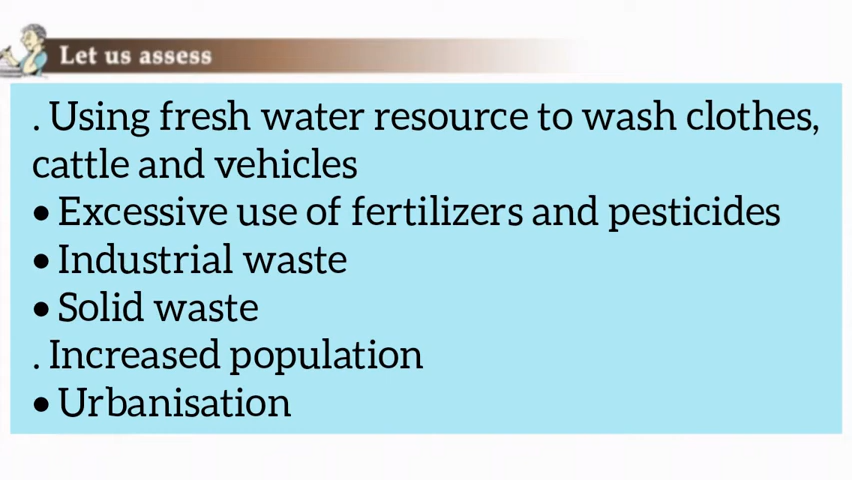 Let us assess
. Using fresh water resource to wash clothes,
cattle and vehicles
• Excessive use of fertilizers and pesticides
• Industrial waste
• Solid waste
. Increased population
• Urbanisation